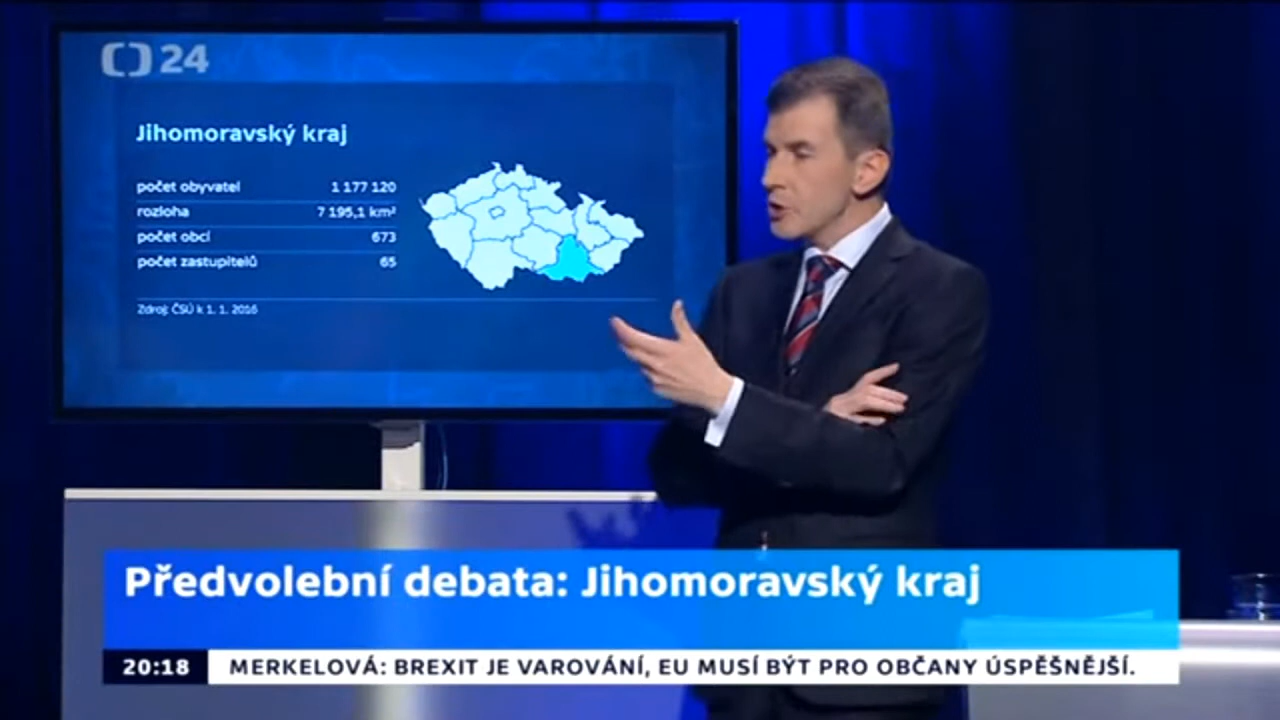 24
Jihomoravský kraj
počet obyvatel 1 177 120
rozloha 7 195,1 km²
počet obcí 673
počet zastupitelů 65
Zdroj: ČSÚ k 1. 1. 2016
Předvolební debata: Jihomoravský kraj
20:18 MERKELOVÁ: BREXIT JE VAROVÁNÍ, EU MUSÍ BÝT PRO OBČANY ÚSPĚŠNĚJŠÍ.